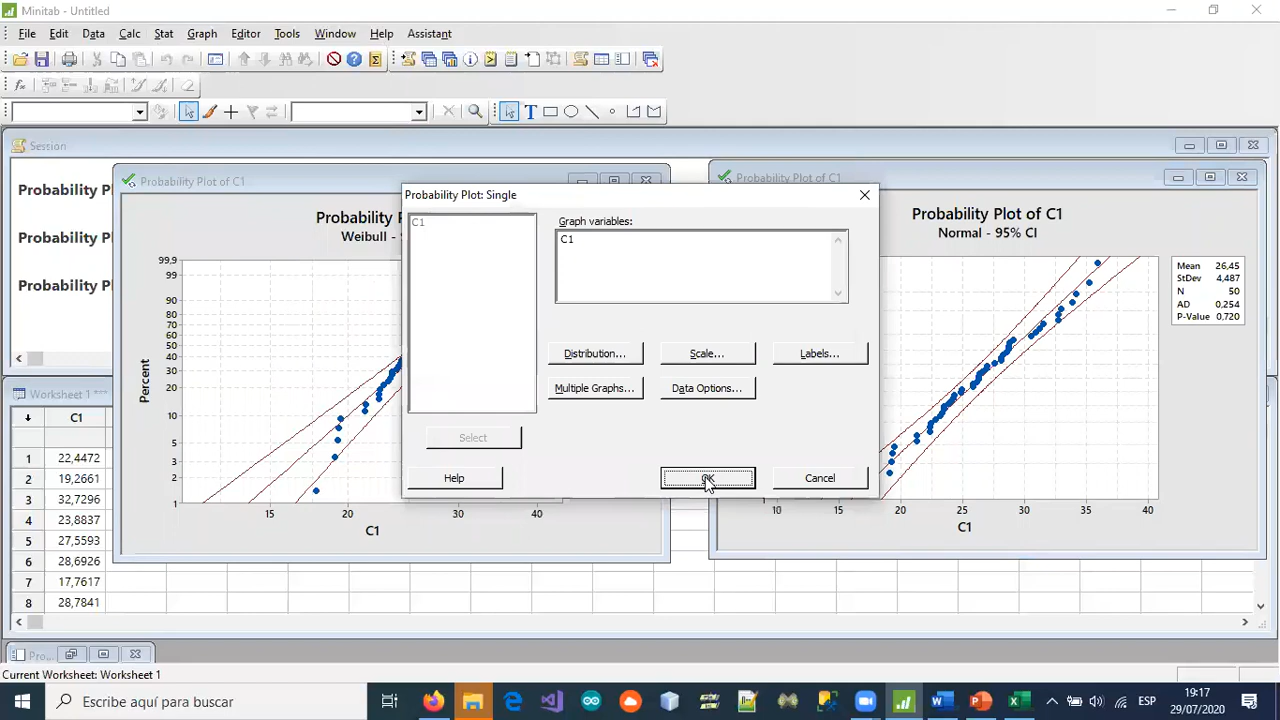 Minitab - Untitled
File Edit Data Calc Stat Graph Editor Tools Window Help Assistant
Session
Probability P
Probability P
Probability P
Probability Plot of C1
Probability
Weibull -
99,9
99
90
80
70
60
50
40
30
20
10
5
3
2
1
Percent
15 20 30 40
C1
Probability Plot: Single
C1
Graph variables:
C1
Distribution... Scale... Labels...
Multiple Graphs... Data Options...
Select
Help OK Cancel
Probability Plot of C1
Probability Plot of C1
Normal - 95% CI
Mean 26,45
StDev 4,487
N 50
AD 0,254
P-Value 0,720
10 20 25 30 35 40
C1
Worksheet 1 ***
C1
1 22,4472
2 19,2661
3 32,7296
4 23,8837
5 27,5593
6 28,6926
7 17,7617
8 28,7841
Pro...
Current Worksheet: Worksheet 1
Escribe aquí para buscar
ESP
19:17
29/07/2020